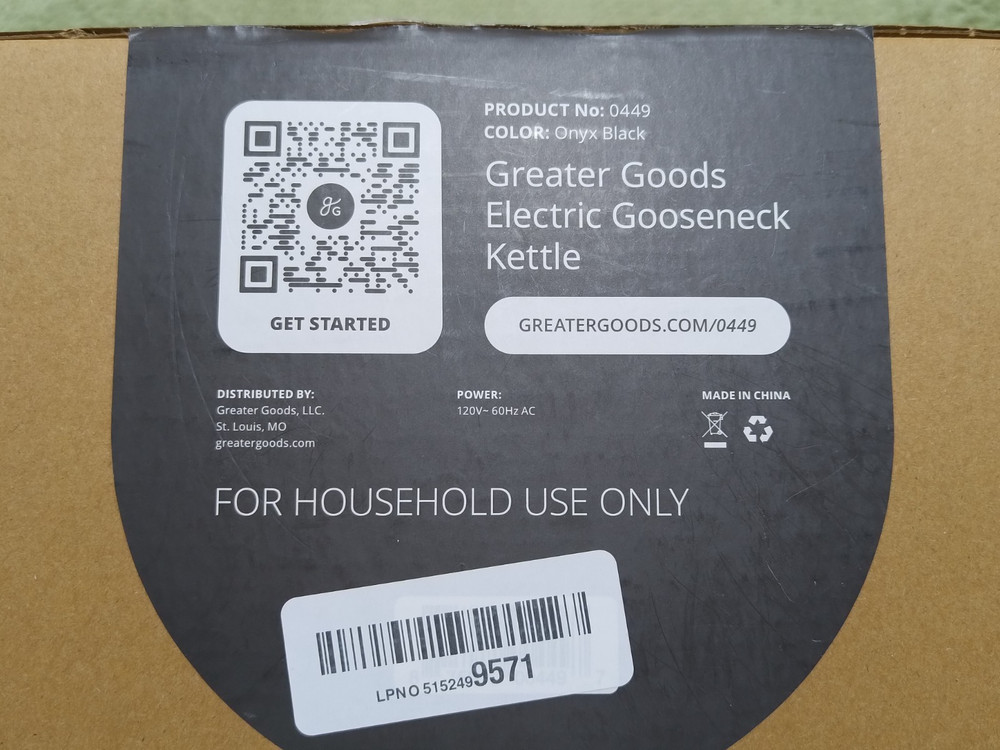 PRODUCT No: 0449
COLOR: Onyx Black
Greater Goods
Electric Gooseneck
Kettle
gG
GET STARTED
GREATERGOODS.COM/0449
DISTRIBUTED BY:
Greater Goods, LLC.
St. Louis, MO
greatergoods.com
POWER:
120V~ 60Hz AC
MADE IN CHINA
FOR HOUSEHOLD USE ONLY
LPNO 5152499571